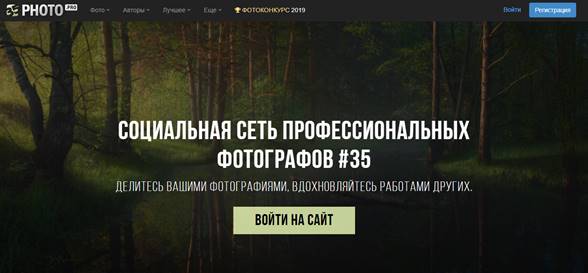 35 PHOTO .PRO Фото Авторы Лучшее Еще ФОТОКОНКУРС 2019 Войти Регистрация
СОЦИАЛЬНАЯ СЕТЬ ПРОФЕССИОНАЛЬНЫХ
ФОТОГРАФОВ #35
ДЕЛИТЕСЬ ВАШИМИ ФОТОГРАФИЯМИ, ВДОХНОВЛЯЙТЕСЬ РАБОТАМИ ДРУГИХ.
ВОЙТИ НА САЙТ